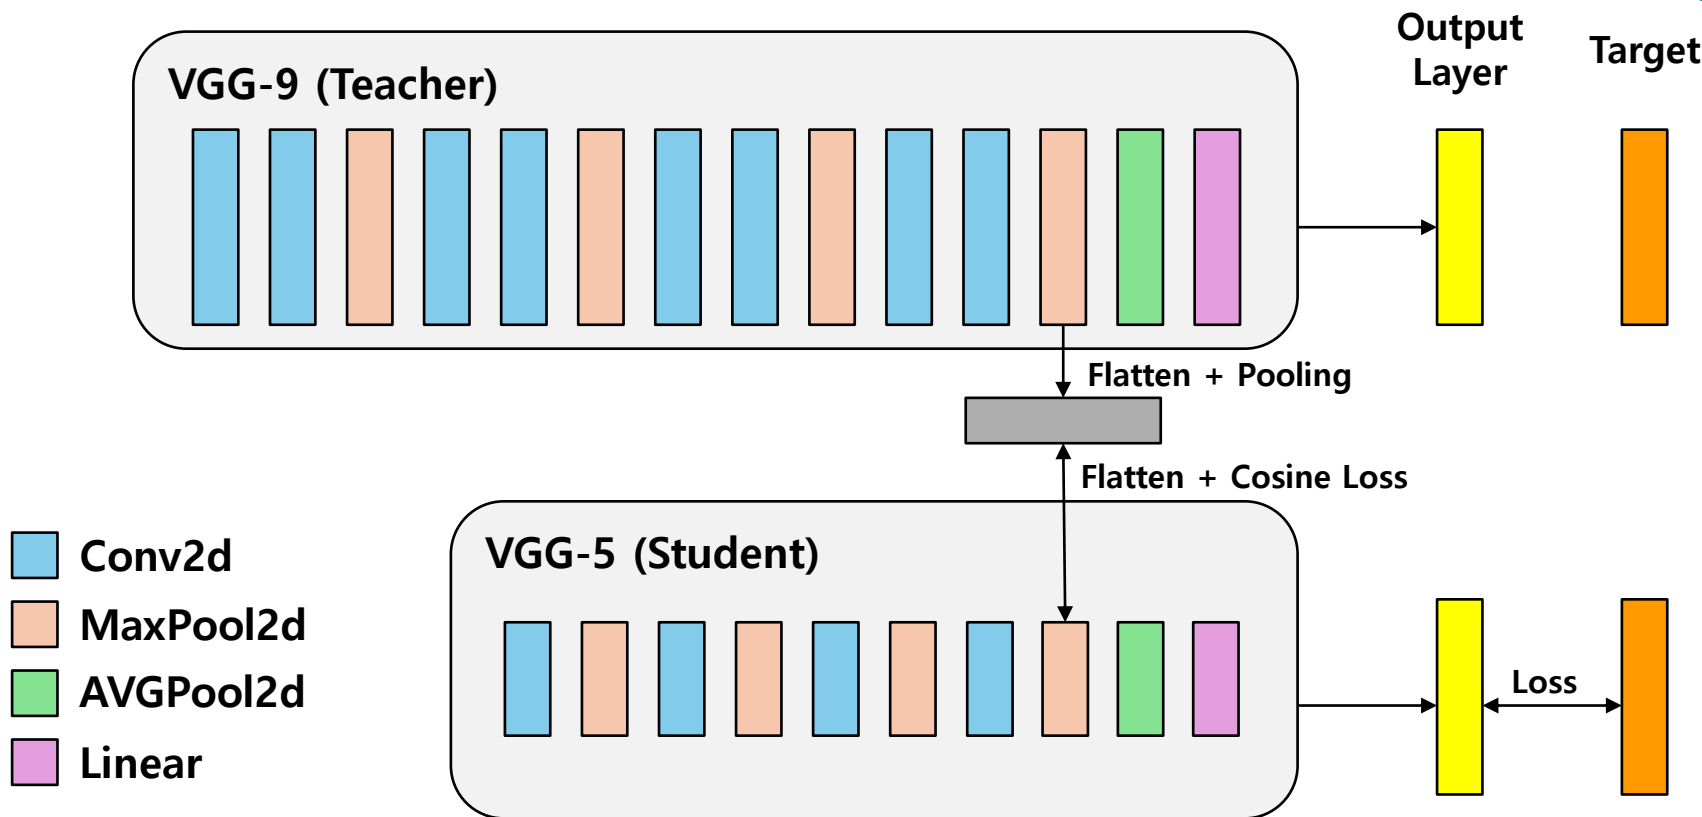 Output
Layer
Target
VGG-9 (Teacher)
Flatten + Pooling
Flatten + Cosine Loss
VGG-5 (Student)
Conv2d
MaxPool2d
AVGPool2d
Linear
Loss